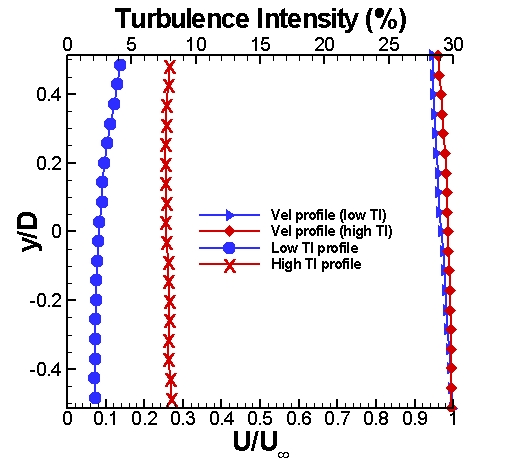 Turbulence Intensity (%)
0 5 10 15 20 25 30
0.4
0.2
0
-0.2
-0.4
y/D
Vel profile (low TI)
Vel profile (high TI)
Low TI profile
High TI profile
0 0.1 0.2 0.3 0.4 0.5 0.6 0.7 0.8 0.9 1
U/U∞